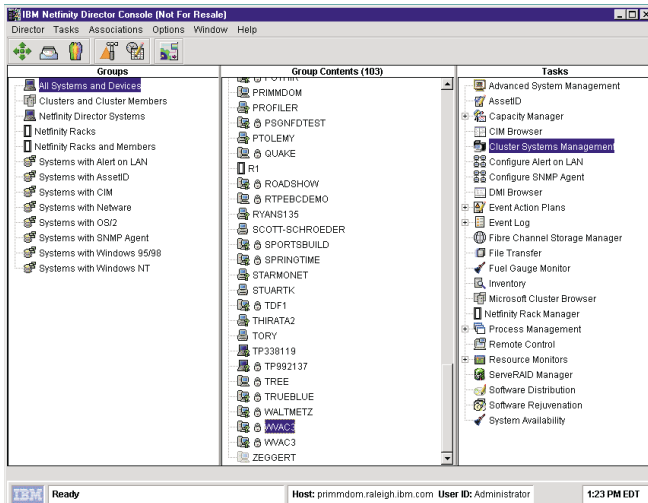 IBM Netfinity Director Console (Not For Resale)
Director Tasks Associations Options Window Help
Groups
All Systems and Devices
Clusters and Cluster Members
Netfinity Director Systems
Netfinity Racks
Netfinity Racks and Members
Systems with Alert on LAN
Systems with AssetID
Systems with CIM
Systems with Netware
Systems with OS/2
Systems with SNMP Agent
Systems with Windows 95/98
Systems with Windows NT
Group Contents (103)
PRIMMDOM
PROFILER
PSGNFDTEST
PTOLEMY
QUAKE
R1
ROADSHOW
RTPEBCDEMO
RYANS135
SCOTT-SCHROEDER
SPORTSBUILD
SPRINGTIME
STARMONET
STUARTK
TDF1
THIRATA2
TORY
TP338119
TP992137
TREE
TRUEBLUE
WALTMETZ
WVAC3
WVAC3
ZEGGERT
Tasks
Advanced System Management
AssetID
Capacity Manager
CIM Browser
Cluster Systems Management
Configure Alert on LAN
Configure SNMP Agent
DMI Browser
Event Action Plans
Event Log
Fibre Channel Storage Manager
File Transfer
Fuel Gauge Monitor
Inventory
Microsoft Cluster Browser
Netfinity Rack Manager
Process Management
Remote Control
Resource Monitors
ServeRAID Manager
Software Distribution
Software Rejuvenation
System Availability
IBM Ready
Host: primmdom.raleigh.ibm.com User ID: Administrator
1:23 PM EDT